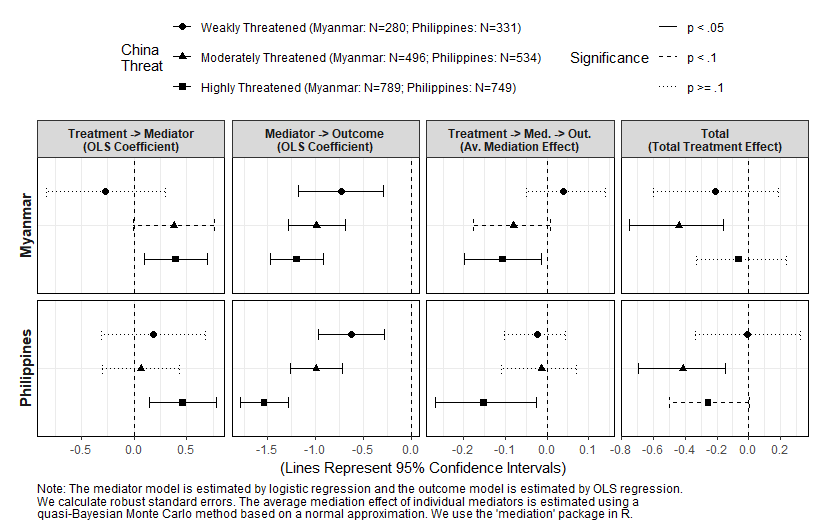 China
Threat
Weakly Threatened (Myanmar: N=280; Philippines: N=331)
Moderately Threatened (Myanmar: N=496; Philippines: N=534)
Highly Threatened (Myanmar: N=789; Philippines: N=749)
Significance
p < .05
p < .1
p >= .1
Treatment -> Mediator
(OLS Coefficient)
Mediator -> Outcome
(OLS Coefficient)
Treatment -> Med. -> Out.
(Av. Mediation Effect)
Total
(Total Treatment Effect)
Myanmar
Philippines
-0.5 0.0 0.5
-1.5 -1.0 -0.5 0.0
-0.2 -0.1 0.0 0.1
-0.8 -0.6 -0.4 -0.2 0.0 0.2
(Lines Represent 95% Confidence Intervals)
Note: The mediator model is estimated by logistic regression and the outcome model is estimated by OLS regression.
We calculate robust standard errors. The average mediation effect of individual mediators is estimated using a
quasi-Bayesian Monte Carlo method based on a normal approximation. We use the 'mediation' package in R.